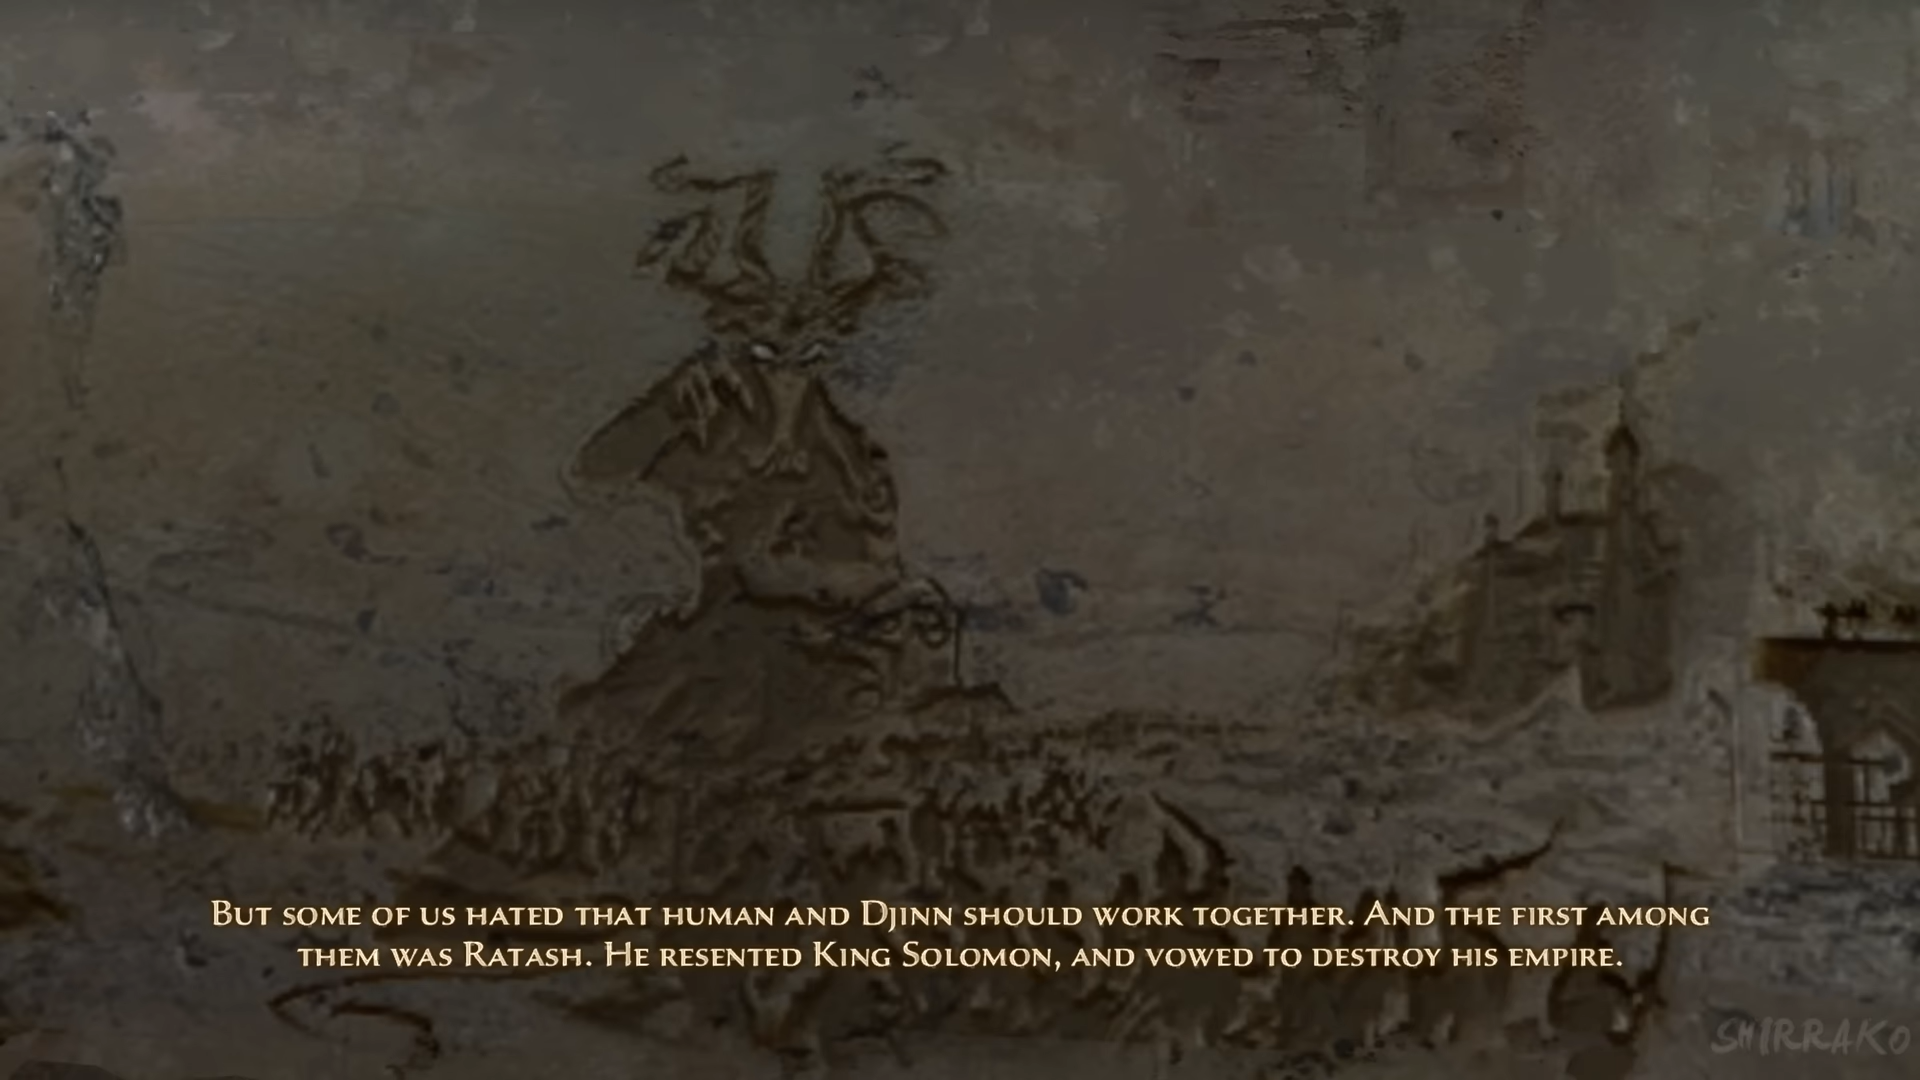 But some of us hated that human and Djinn should work together. And the first among
them was Ratash. He resented King Solomon, and vowed to destroy his empire.
SHIRRAKO